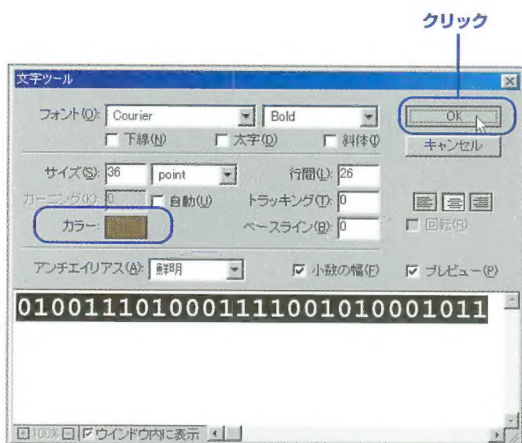 クリック
文字ツール
フォント(O): Courier Bold OK
下線(N) 太字(D) 斜体(I) キャンセル
サイズ(S): 36 point 行間(L): 26
カーニング(K): 0 自動(U) トラッキング(T): 0
カラー: ベースライン(B): 0 回転(R)
アンチエイリアス(A): 鮮明 小数の幅(F) プレビュー(P)
010011101000111100101000 1011
100% ウインドウ内に表示